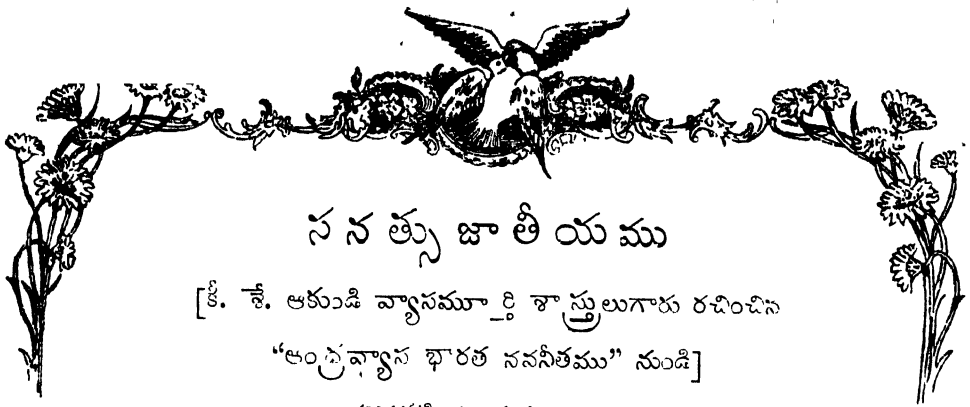 సనత్సుజాతీయము
[కీ. శే. ఆకుండి వ్యాసమూర్తి శాస్త్రులుగారు రచించిన
“ఆంధ్రవ్యాస భారత నవనీతము” నుండి]